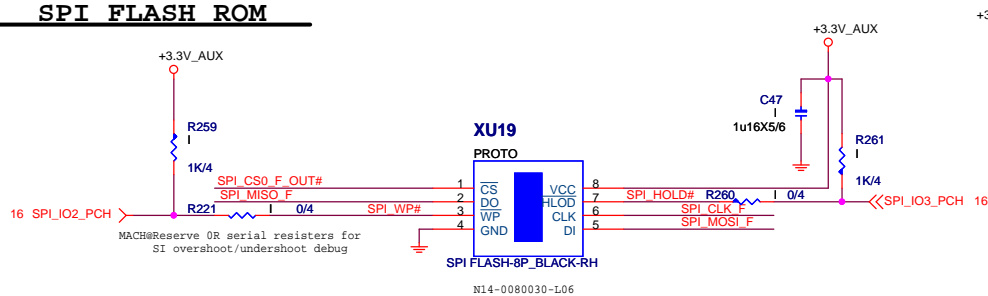 SPI FLASH ROM
+3
+3.3V_AUX
+3.3V_AUX
R259
I
1K/4
C47
I
1u16X5/6
R261
I
1K/4
XU19
PROTO
SPI_CS0_F_OUT#
SPI_MISO_F
16 SPI_IO2_PCH
R221 I 0/4
SPI_WP#
1 CS
2 DO
3 WP
4 GND
VCC 8
HLOD 7
CLK 6
DI 5
SPI_HOLD# R260 I 0/4
SPI_CLK_F
SPI_MOSI_F
SPI_IO3_PCH 16
MACH@Reserve 0R serial resisters for
SI overshoot/undershoot debug
SPI FLASH-8P_BLACK-RH
N14-0080030-L06